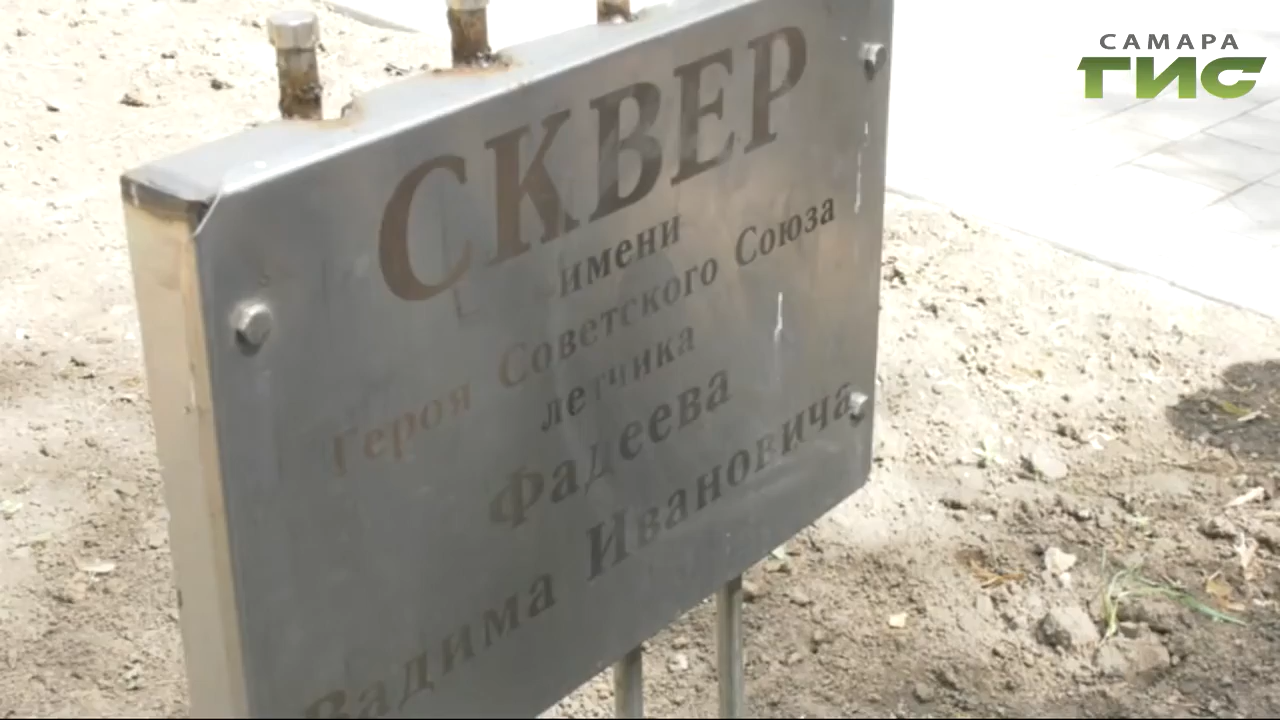 САМАРА
ГИС
СКВЕР
имени
Героя Советского Союза
летчика
Фадеева
Вадима Ивановича